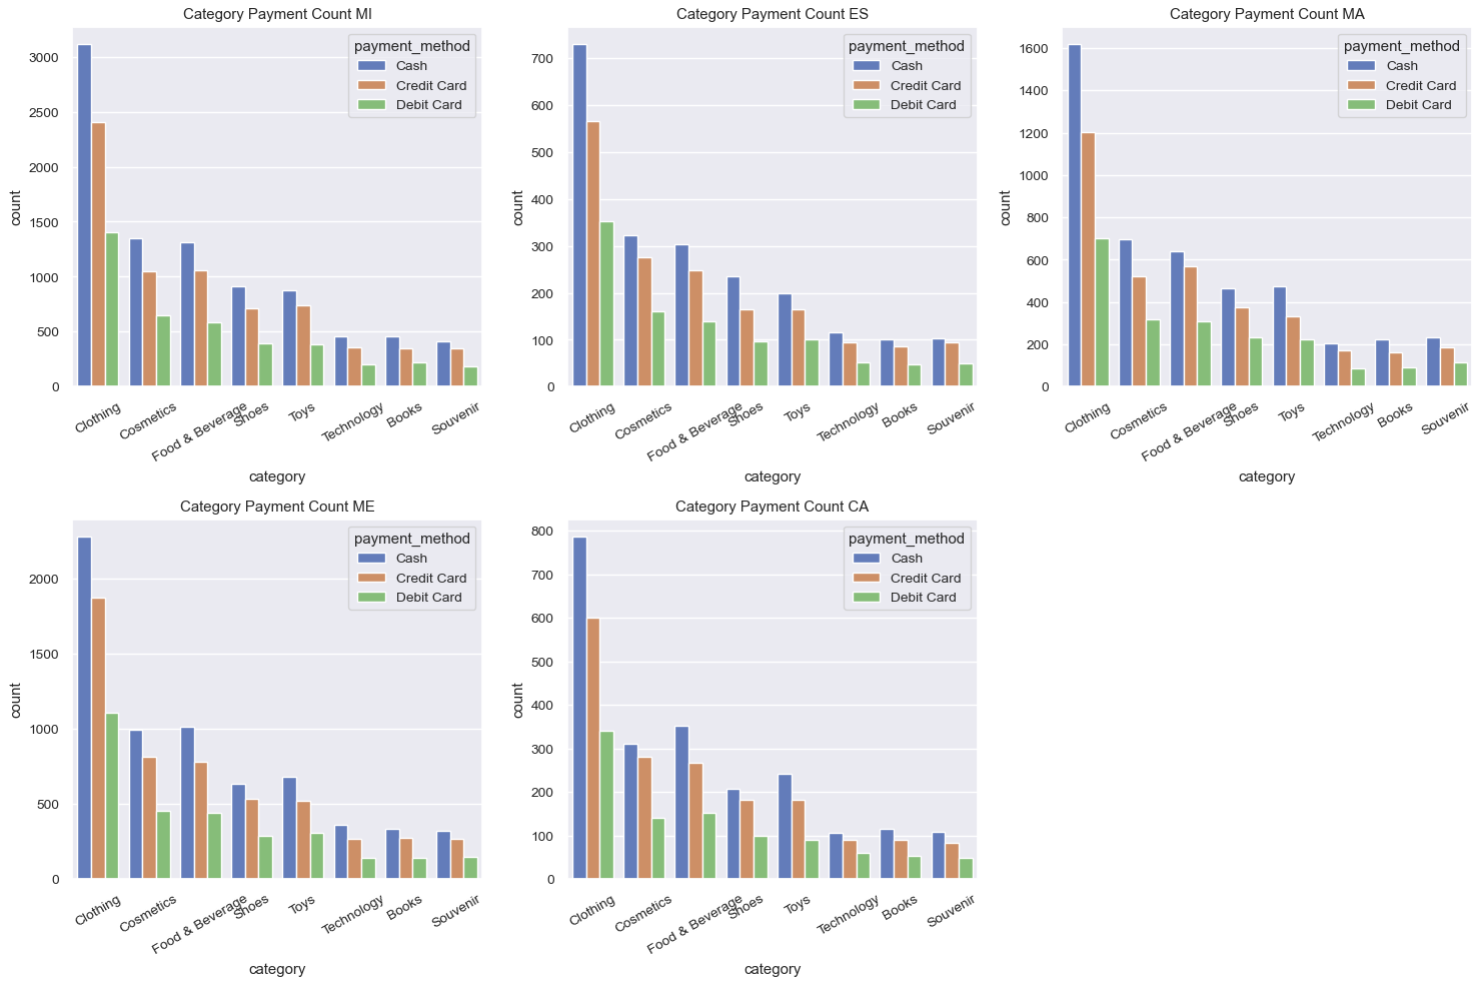 Category Payment Count MI
payment_method
Cash
Credit Card
Debit Card
3000
2500
2000
1500
1000
500
0
count
Clothing
Cosmetics
Food & Beverage
Shoes
Toys
Technology
Books
Souvenir
category
Category Payment Count ES
payment_method
Cash
Credit Card
Debit Card
700
600
500
400
300
200
100
0
count
Clothing
Cosmetics
Food & Beverage
Shoes
Toys
Technology
Books
Souvenir
category
Category Payment Count MA
payment_method
Cash
Credit Card
Debit Card
1600
1400
1200
1000
800
600
400
200
0
count
Clothing
Cosmetics
Food & Beverage
Shoes
Toys
Technology
Books
Souvenir
category
Category Payment Count ME
payment_method
Cash
Credit Card
Debit Card
2000
1500
1000
500
0
count
Clothing
Cosmetics
Food & Beverage
Shoes
Toys
Technology
Books
Souvenir
category
Category Payment Count CA
payment_method
Cash
Credit Card
Debit Card
800
700
600
500
400
300
200
100
0
count
Clothing
Cosmetics
Food & Beverage
Shoes
Toys
Technology
Books
Souvenir
category